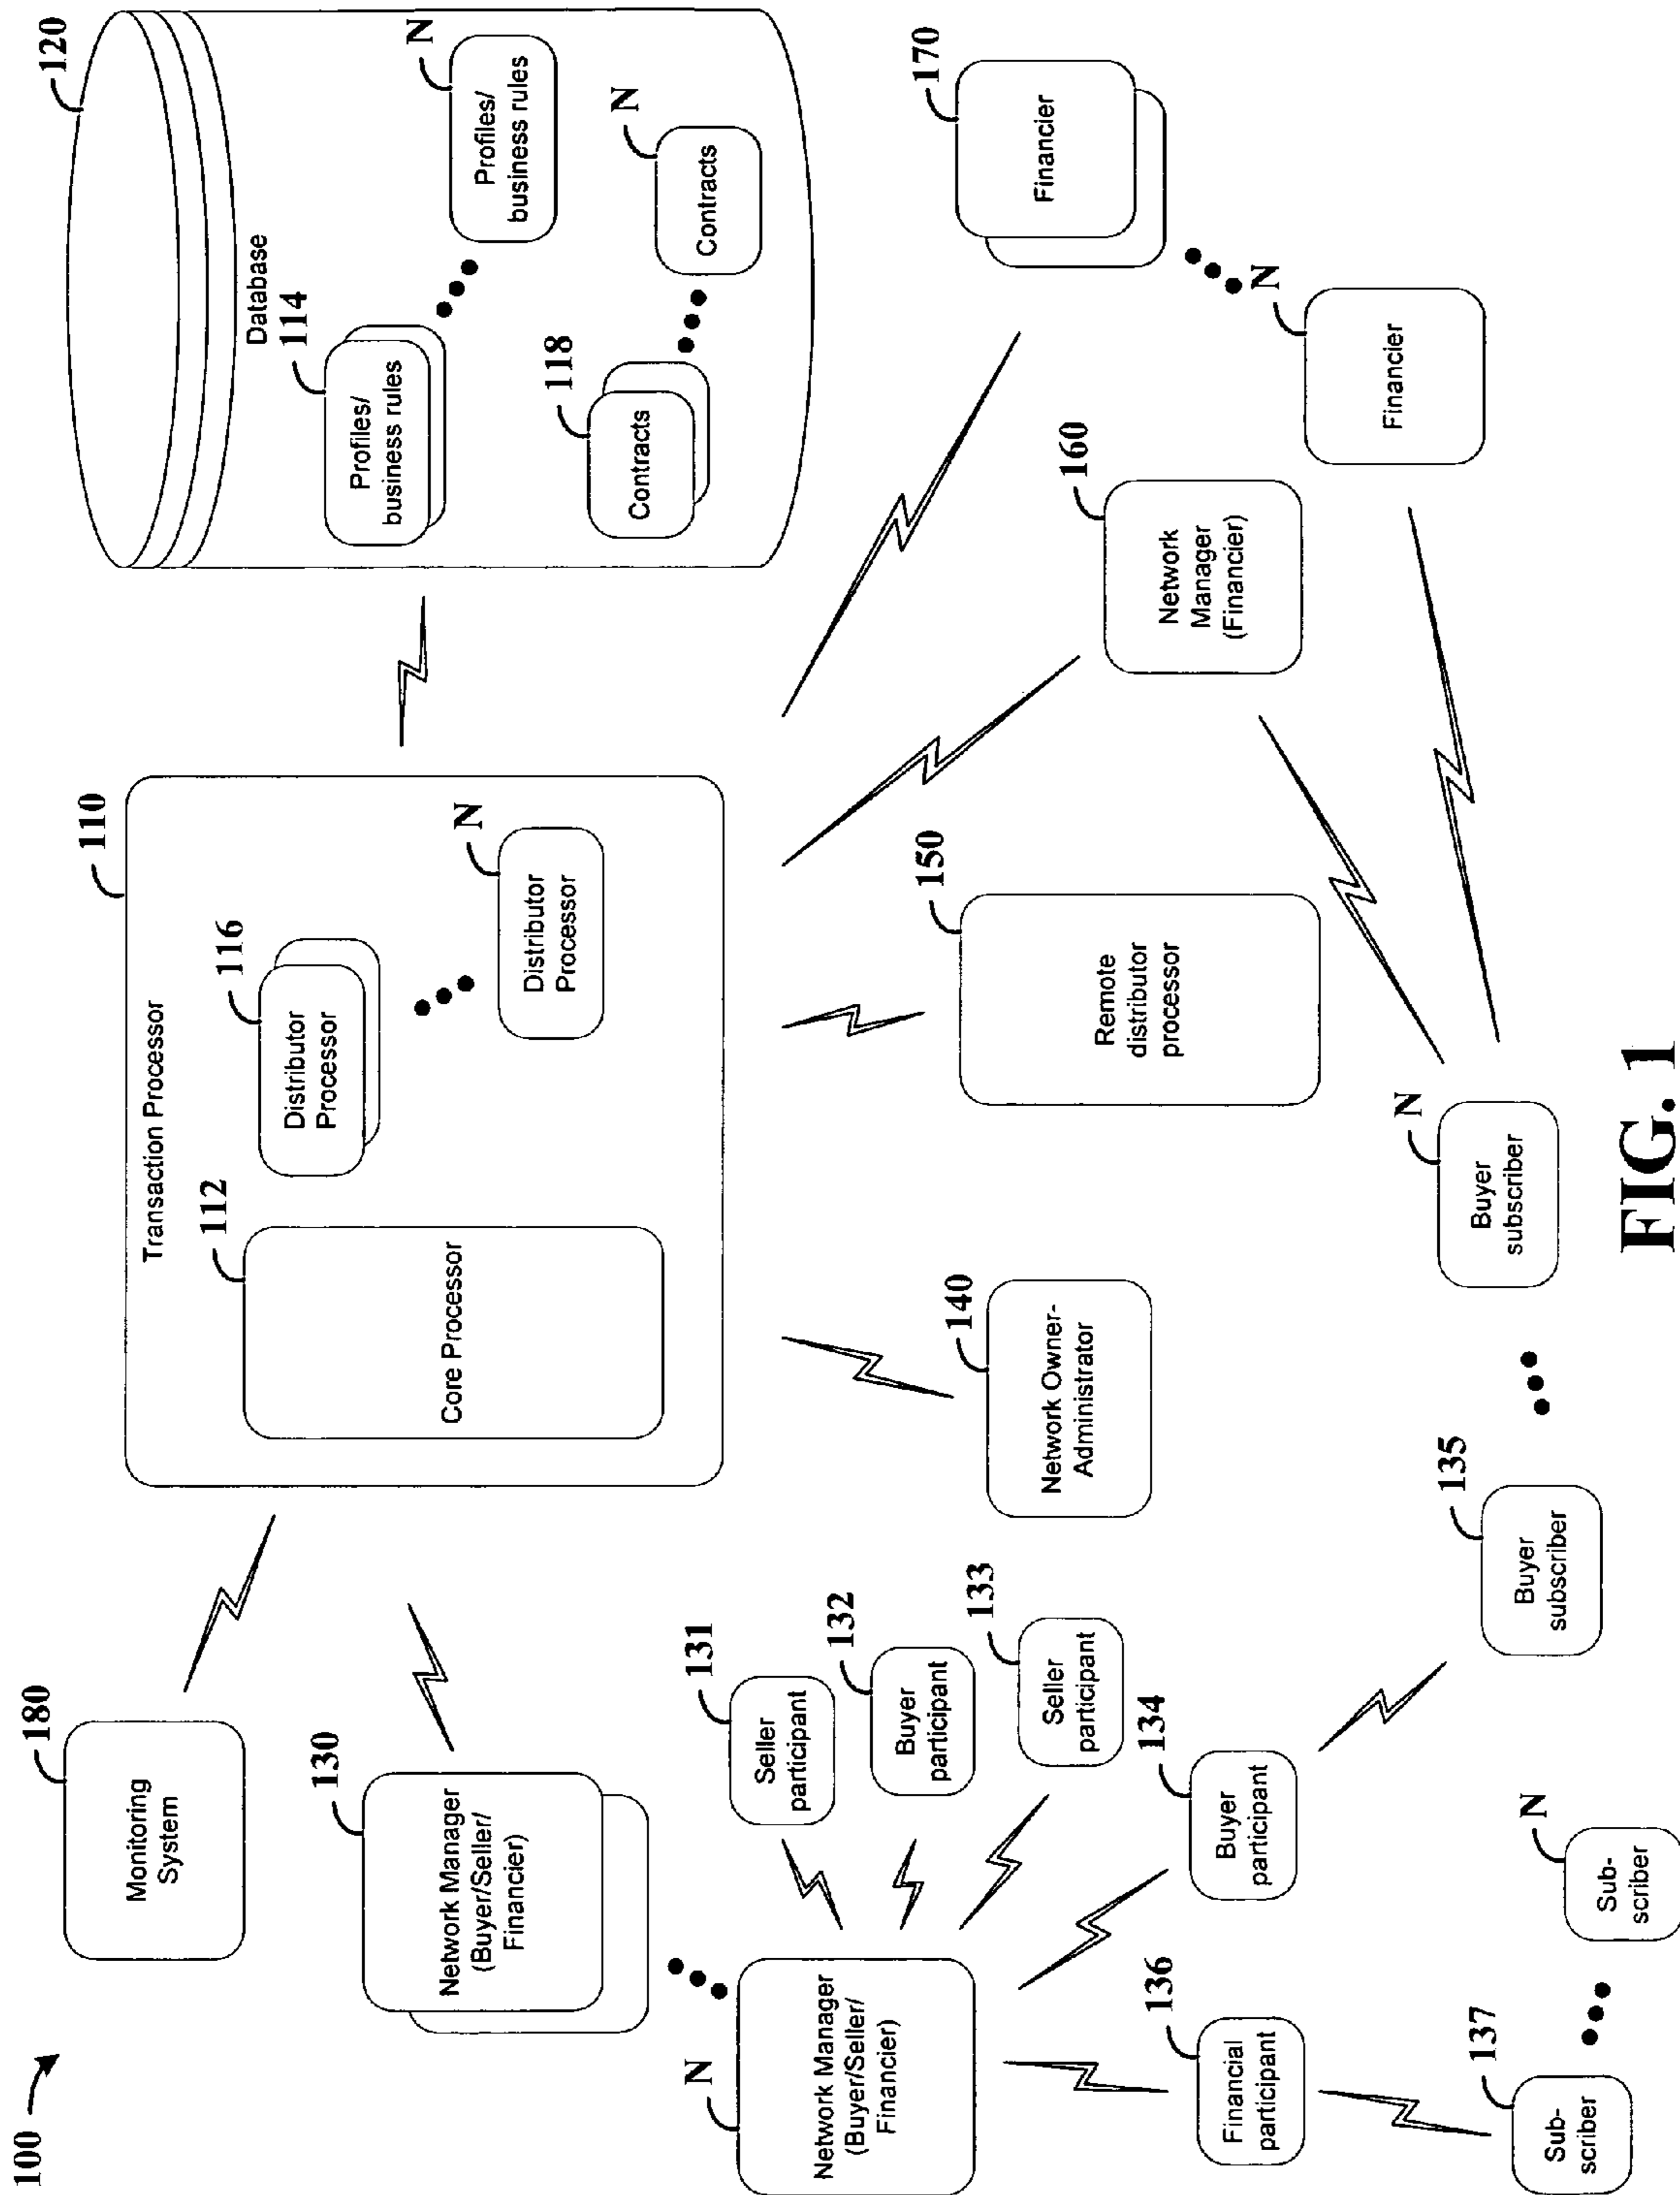 100
180
Monitoring
System
130
Network Manager
(Buyer/Seller/
Financier)
N
Network Manager
(Buyer/Seller/
Financier)
131
Seller
participant
132
Buyer
participant
133
Seller
participant
134
Buyer
participant
135
Buyer
subscriber
N
Buyer
subscriber
136
Financial
participant
137
Sub-
scriber
N
Sub-
scriber
110
Transaction Processor
112
Core Processor
116
Distributor
Processor
N
Distributor
Processor
140
Network Owner-
Administrator
150
Remote
distributor
processor
160
Network
Manager
(Financier)
120
Database
114
Profiles/
business rules
N
Profiles/
business rules
118
Contracts
N
Contracts
170
Financier
N
Financier
FIG. 1